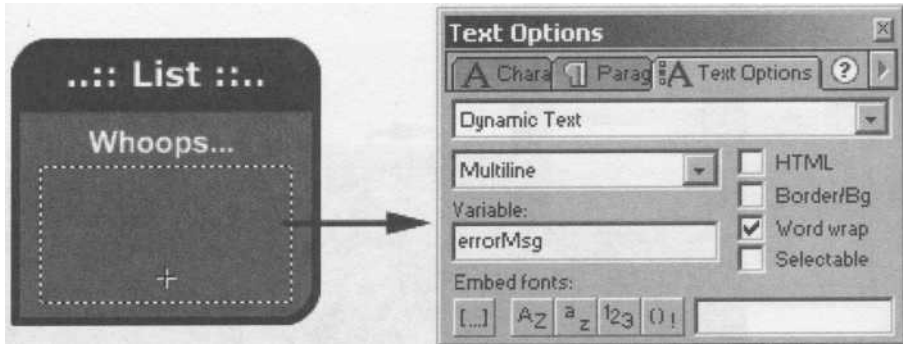 ..:: List ::..
Whoops...
Text Options
A Chara ¶ Parag A Text Options ?
Dynamic Text
Multiline
HTML
Border/Bg
Variable:
errorMsg
Word wrap
Selectable
Embed fonts:
[...] AZ az 123 ()!